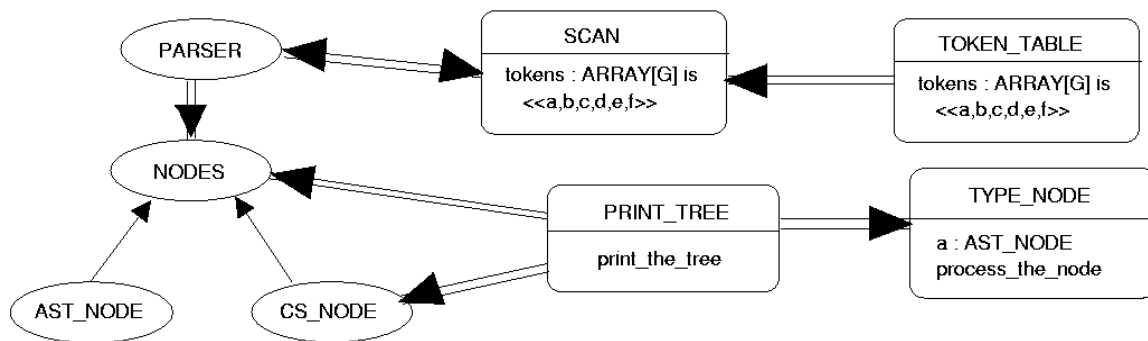 PARSER
SCAN
tokens : ARRAY[G] is
<<a,b,c,d,e,f>>
TOKEN_TABLE
tokens : ARRAY[G] is
<<a,b,c,d,e,f>>
NODES
PRINT_TREE
print_the_tree
TYPE_NODE
a : AST_NODE
process_the_node
AST_NODE
CS_NODE